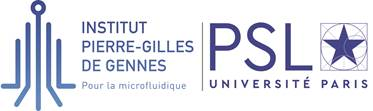 INSTITUT
PIERRE-GILLES
DE GENNES
Pour la microfluidique
PSL
UNIVERSITÉ PARIS